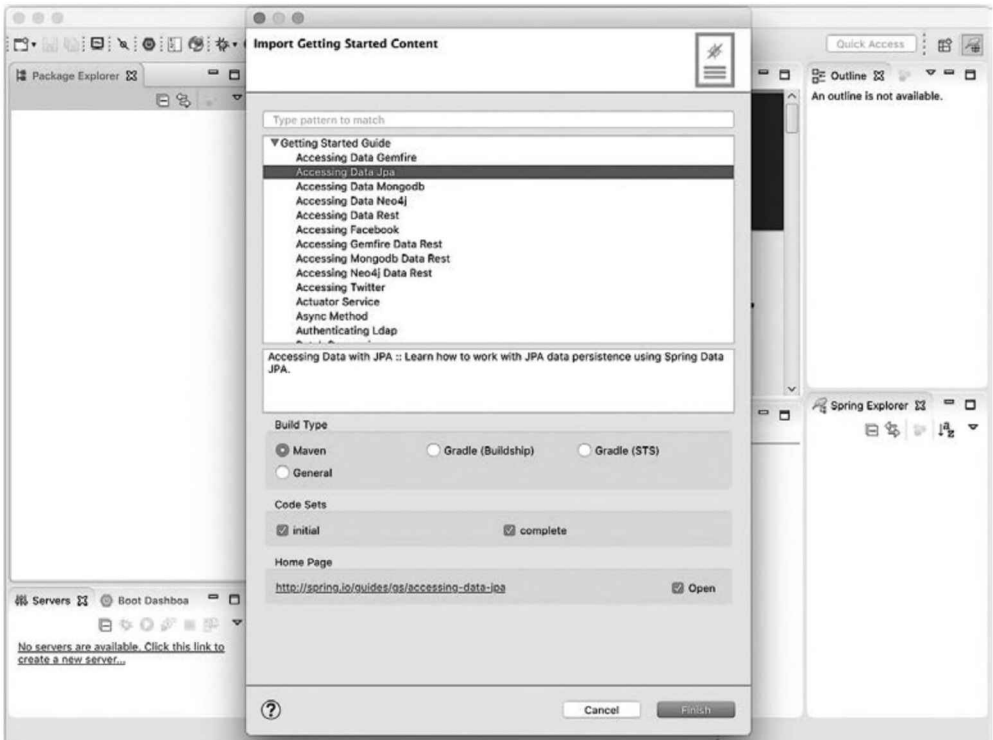 Import Getting Started Content
Quick Access
Package Explorer
Outline
An outline is not available.
Type pattern to match
Getting Started Guide
Accessing Data Gemfire
Accessing Data Jpa
Accessing Data Mongodb
Accessing Data Neo4j
Accessing Data Rest
Accessing Facebook
Accessing Gemfire Data Rest
Accessing Mongodb Data Rest
Accessing Neo4j Data Rest
Accessing Twitter
Actuator Service
Async Method
Authenticating Ldap
Accessing Data with JPA :: Learn how to work with JPA data persistence using Spring Data
JPA.
Spring Explorer
Build Type
Maven
Gradle (Buildship)
Gradle (STS)
General
Code Sets
initial
complete
Home Page
http://spring.io/guides/gs/accessing-data-jpa
Open
Servers
Boot Dashboa
No servers are available. Click this link to
create a new server...
Cancel
Finish